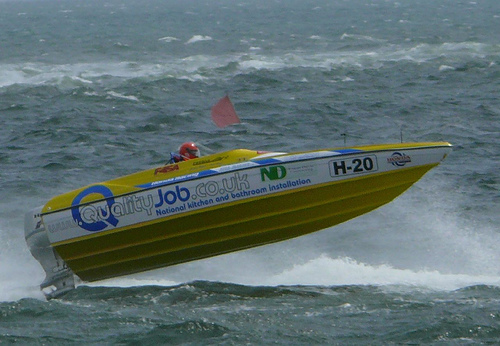 QualityJob.co.uk
National kitchen and bathroom installation
ND
H-20